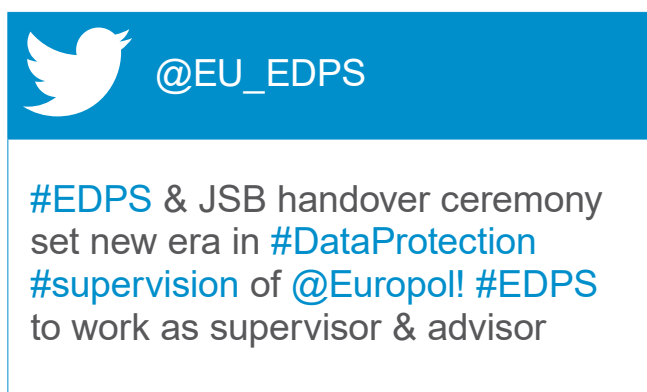 @EU_EDPS
#EDPS & JSB handover ceremony
set new era in #DataProtection
#supervision of @Europol! #EDPS
to work as supervisor & advisor